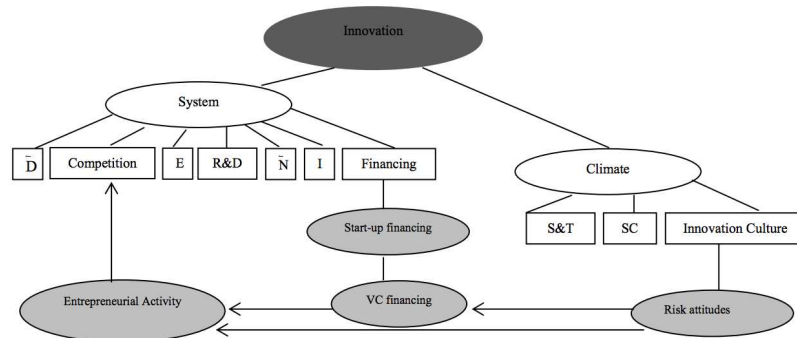 Innovation
System
D̄
Competition
E
R&D
N̄
I
Financing
Climate
Start-up financing
S&T
SC
Innovation Culture
Entrepreneurial Activity
VC financing
Risk attitudes